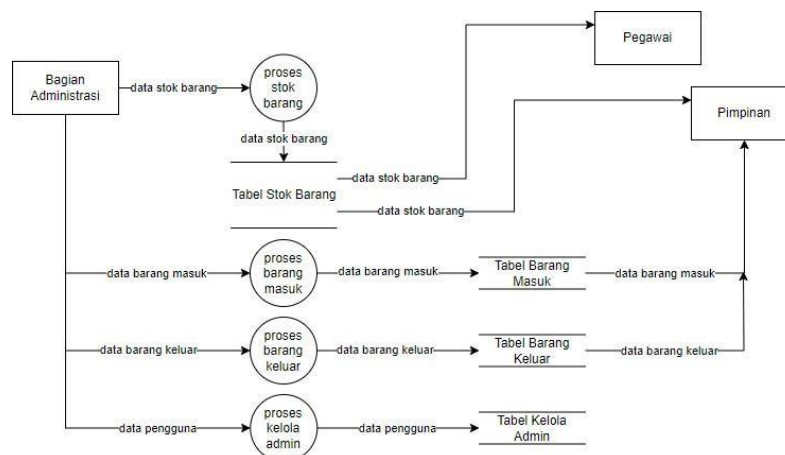 Pegawai
Bagian
Administrasi
data stok barang
proses
stok
barang
Pimpinan
data stok barang
Tabel Stok Barang
data stok barang
data stok barang
data barang masuk
proses
barang
masuk
data barang masuk
Tabel Barang
Masuk
data barang masuk
data barang keluar
proses
barang
keluar
data barang keluar
Tabel Barang
Keluar
data barang keluar
data pengguna
proses
kelola
admin
data pengguna
Tabel Kelola
Admin